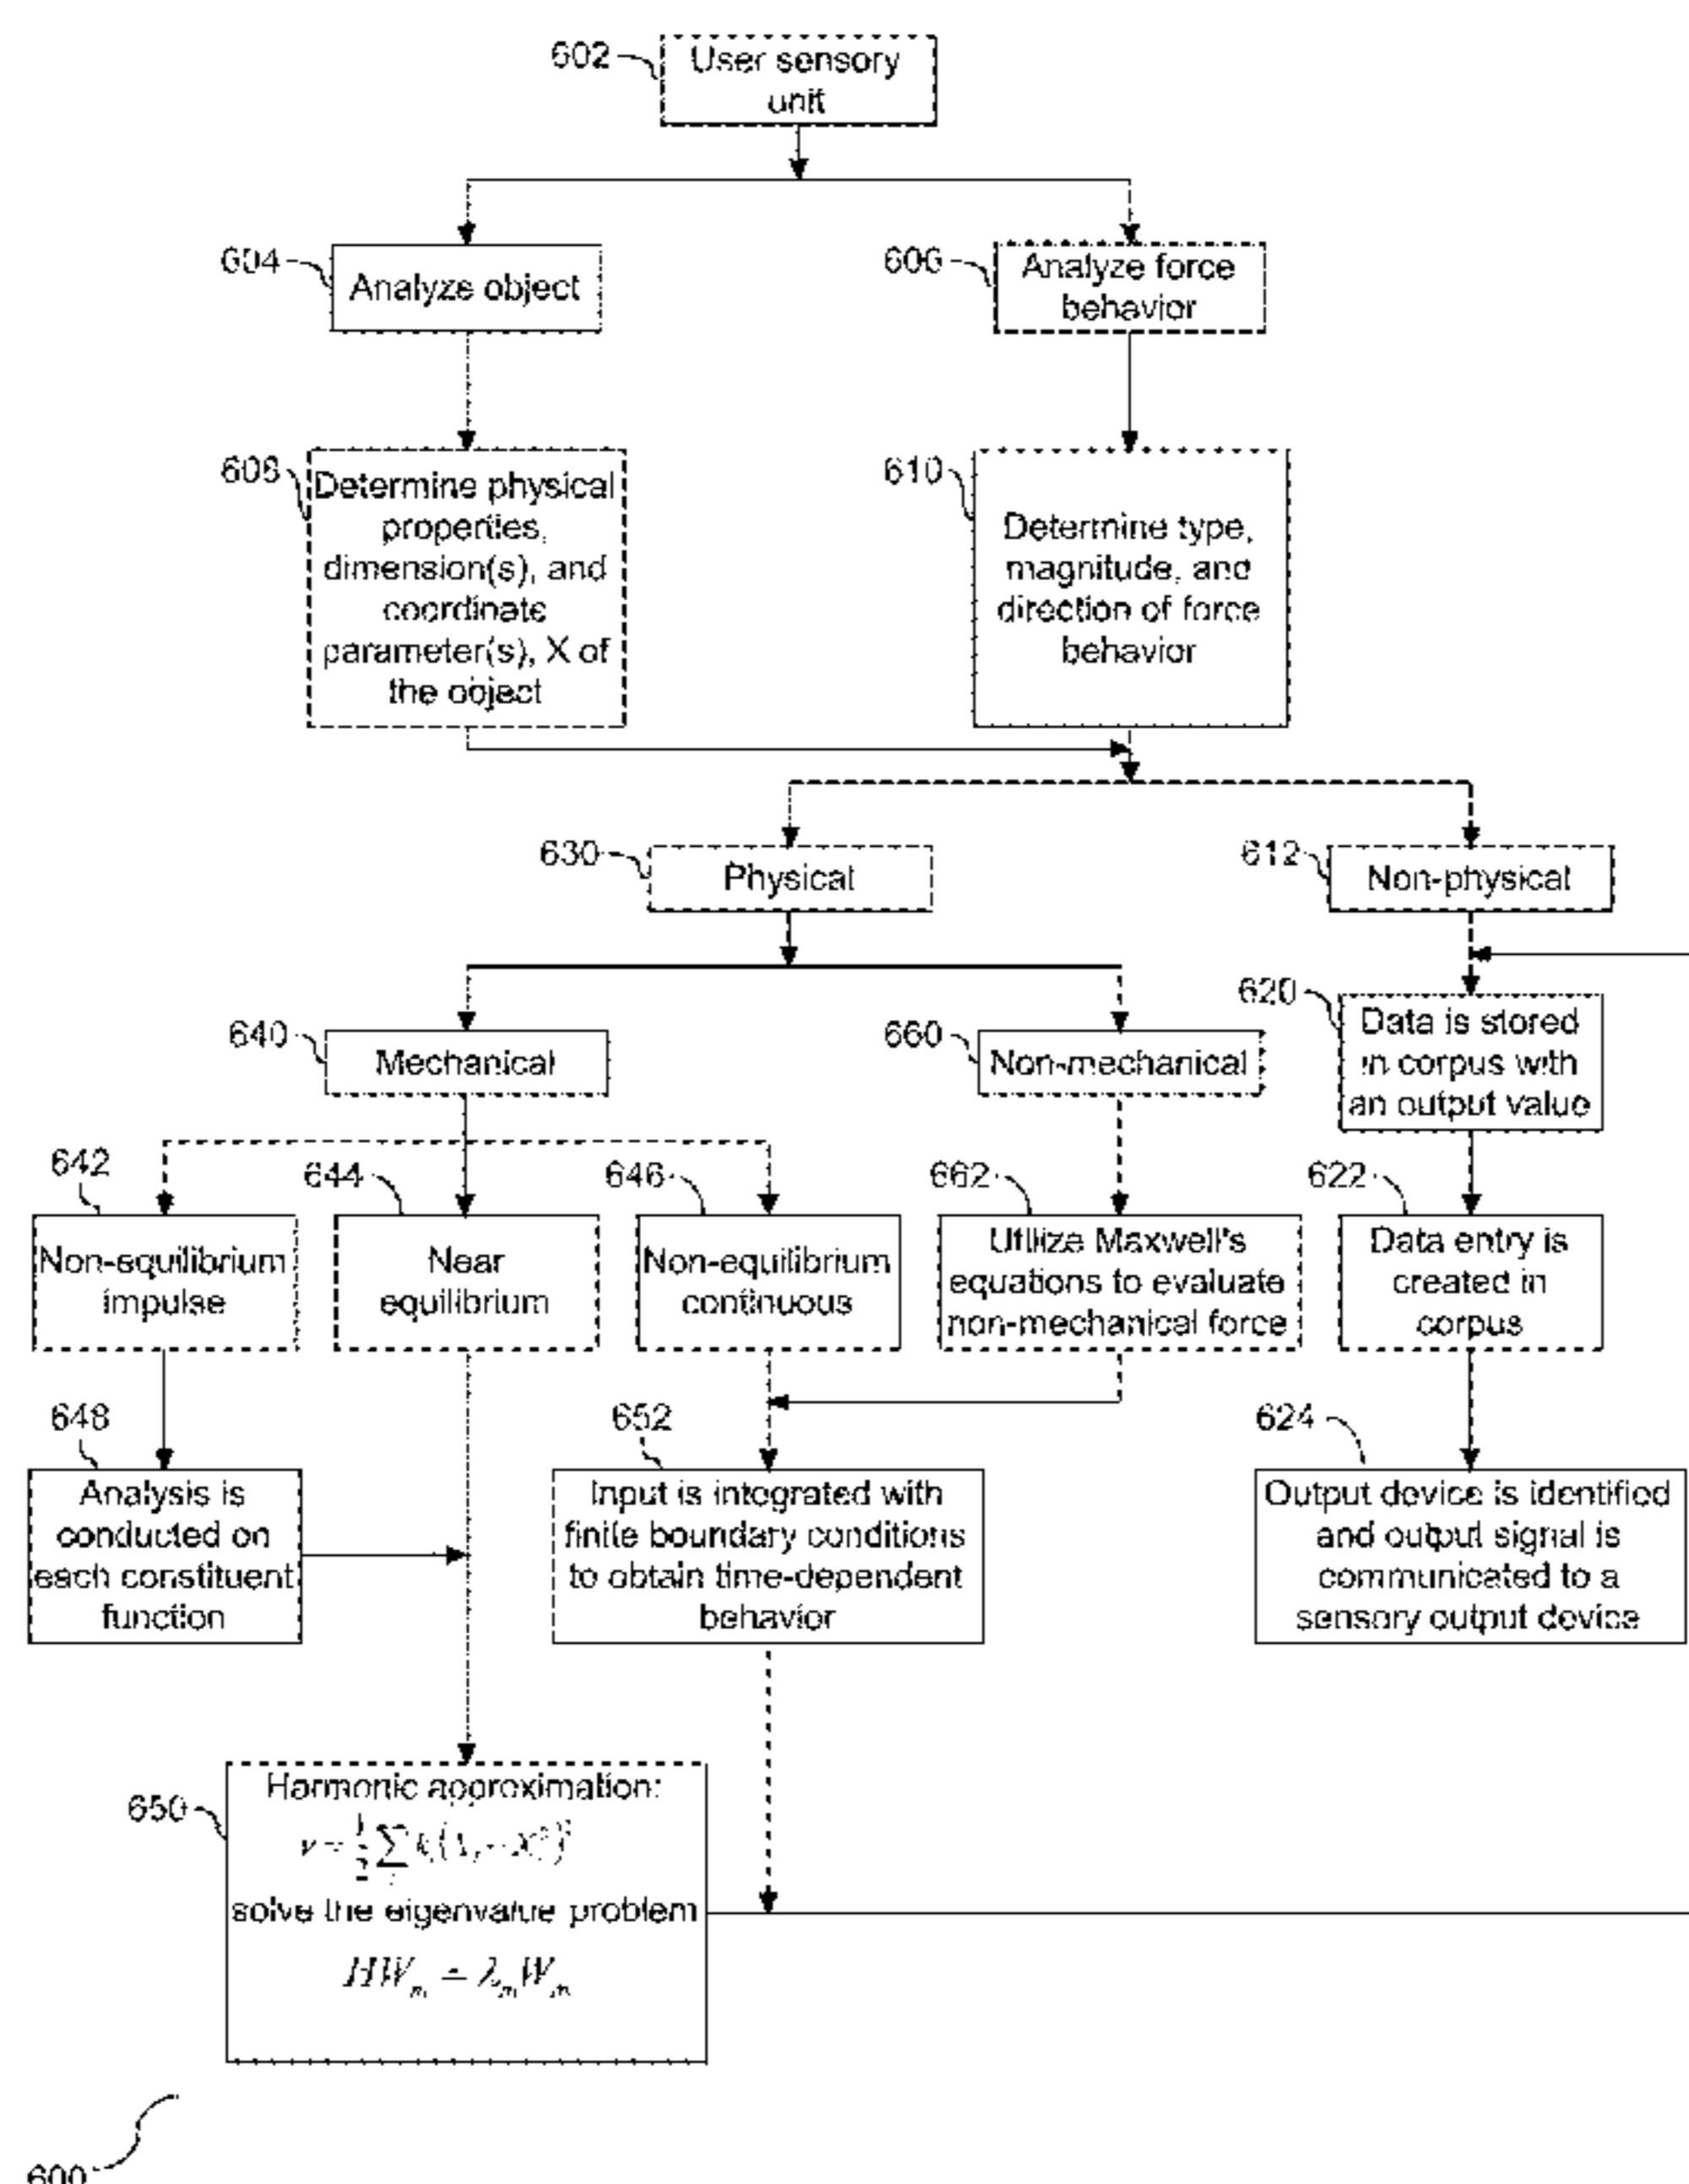 602
User sensory
unit
604
Analyze object
606
Analyze force
behavior
608
Determine physical
properties,
dimension(s), and
coordinate
parameter(s), X of
the object
610
Determine type,
magnitude, and
direction of force
behavior
630
Physical
612
Non-physical
640
Mechanical
660
Non-mechanical
620
Data is stored
in corpus with
an output value
642
Non-equilibrium
impulse
644
Near
equilibrium
646
Non-equilibrium
continuous
662
Utilize Maxwell's
equations to evaluate
non-mechanical force
622
Data entry is
created in
corpus
648
Analysis is
conducted on
each constituent
function
652
Input is integrated with
finite boundary conditions
to obtain time-dependent
behavior
624
Output device is identified
and output signal is
communicated to a
sensory output device
650
Harmonic approximation:
solve the eigenvalue problem
HWₘ = λₘWₘ
600